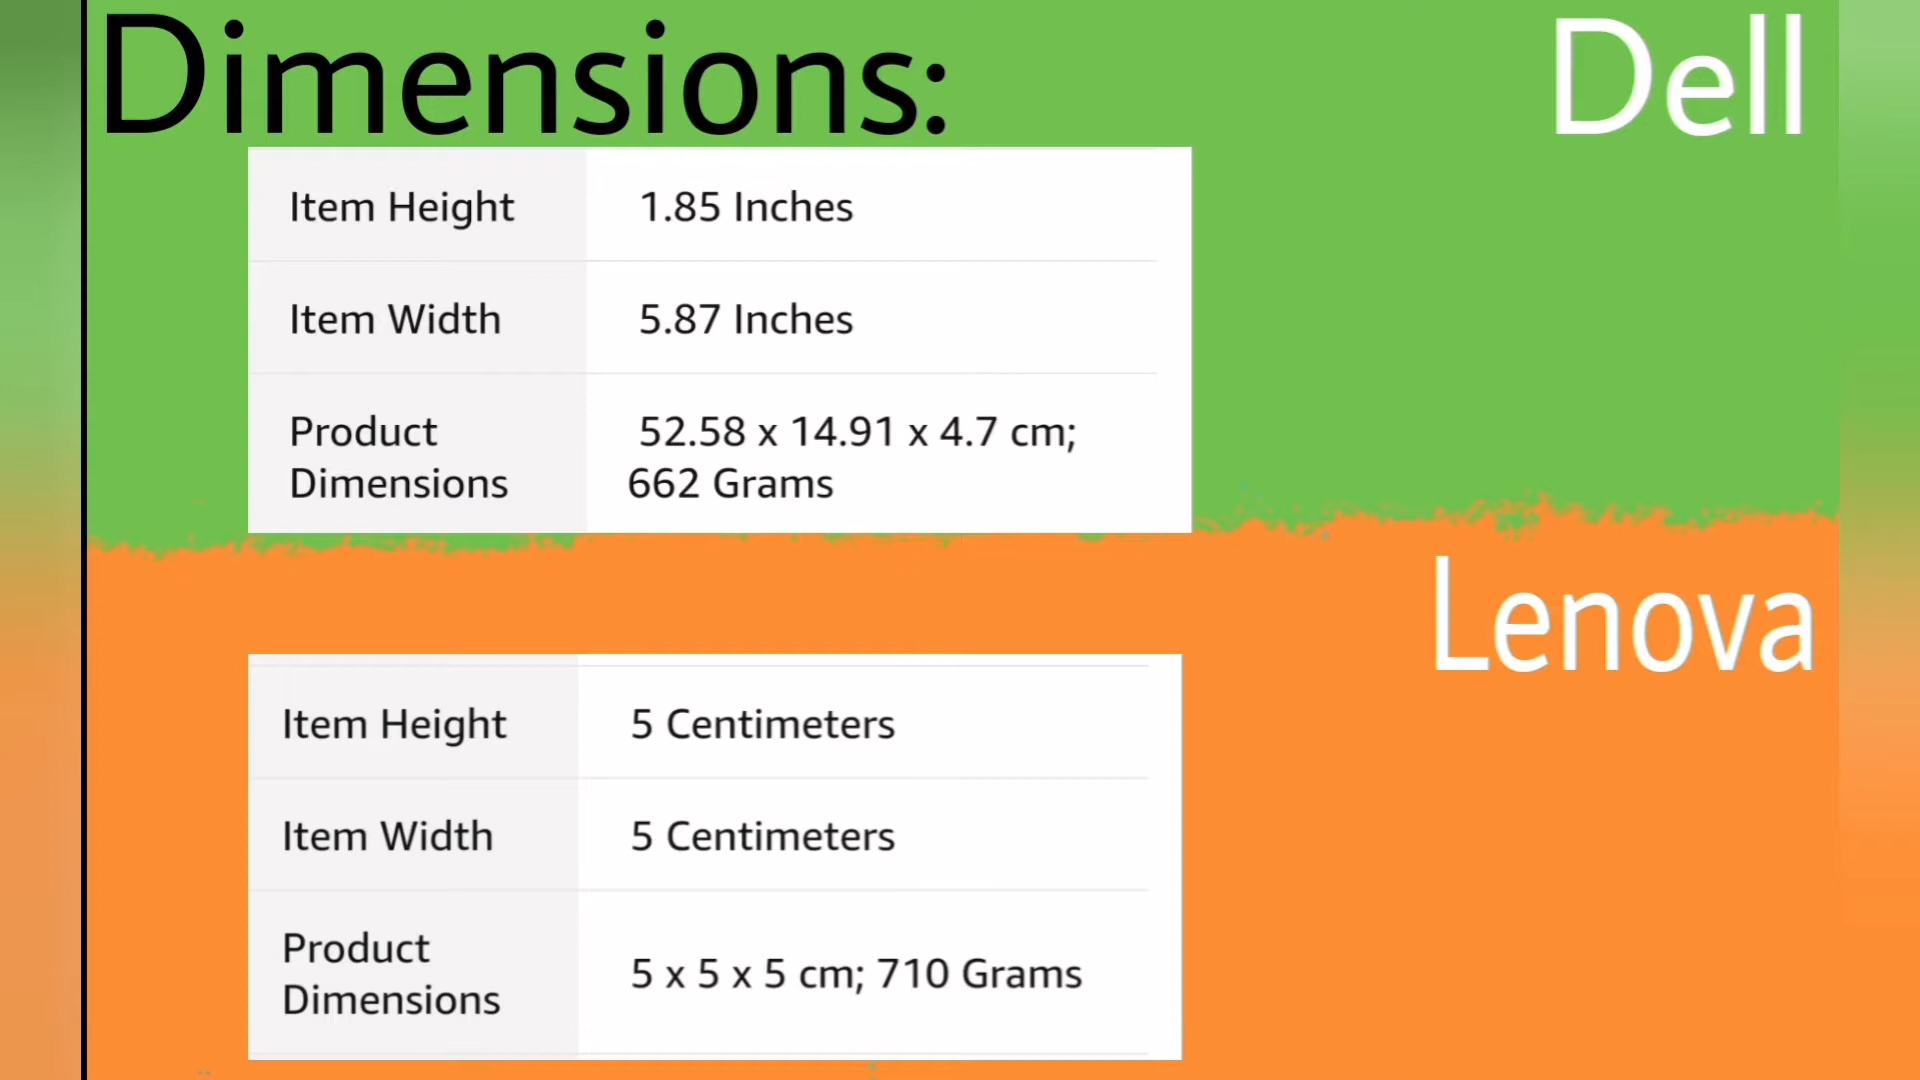 Dimensions:
Dell
Item Height 1.85 Inches
Item Width 5.87 Inches
Product 52.58 x 14.91 x 4.7 cm;
Dimensions 662 Grams
Lenova
Item Height 5 Centimeters
Item Width 5 Centimeters
Product
Dimensions
5 x 5 x 5 cm; 710 Grams